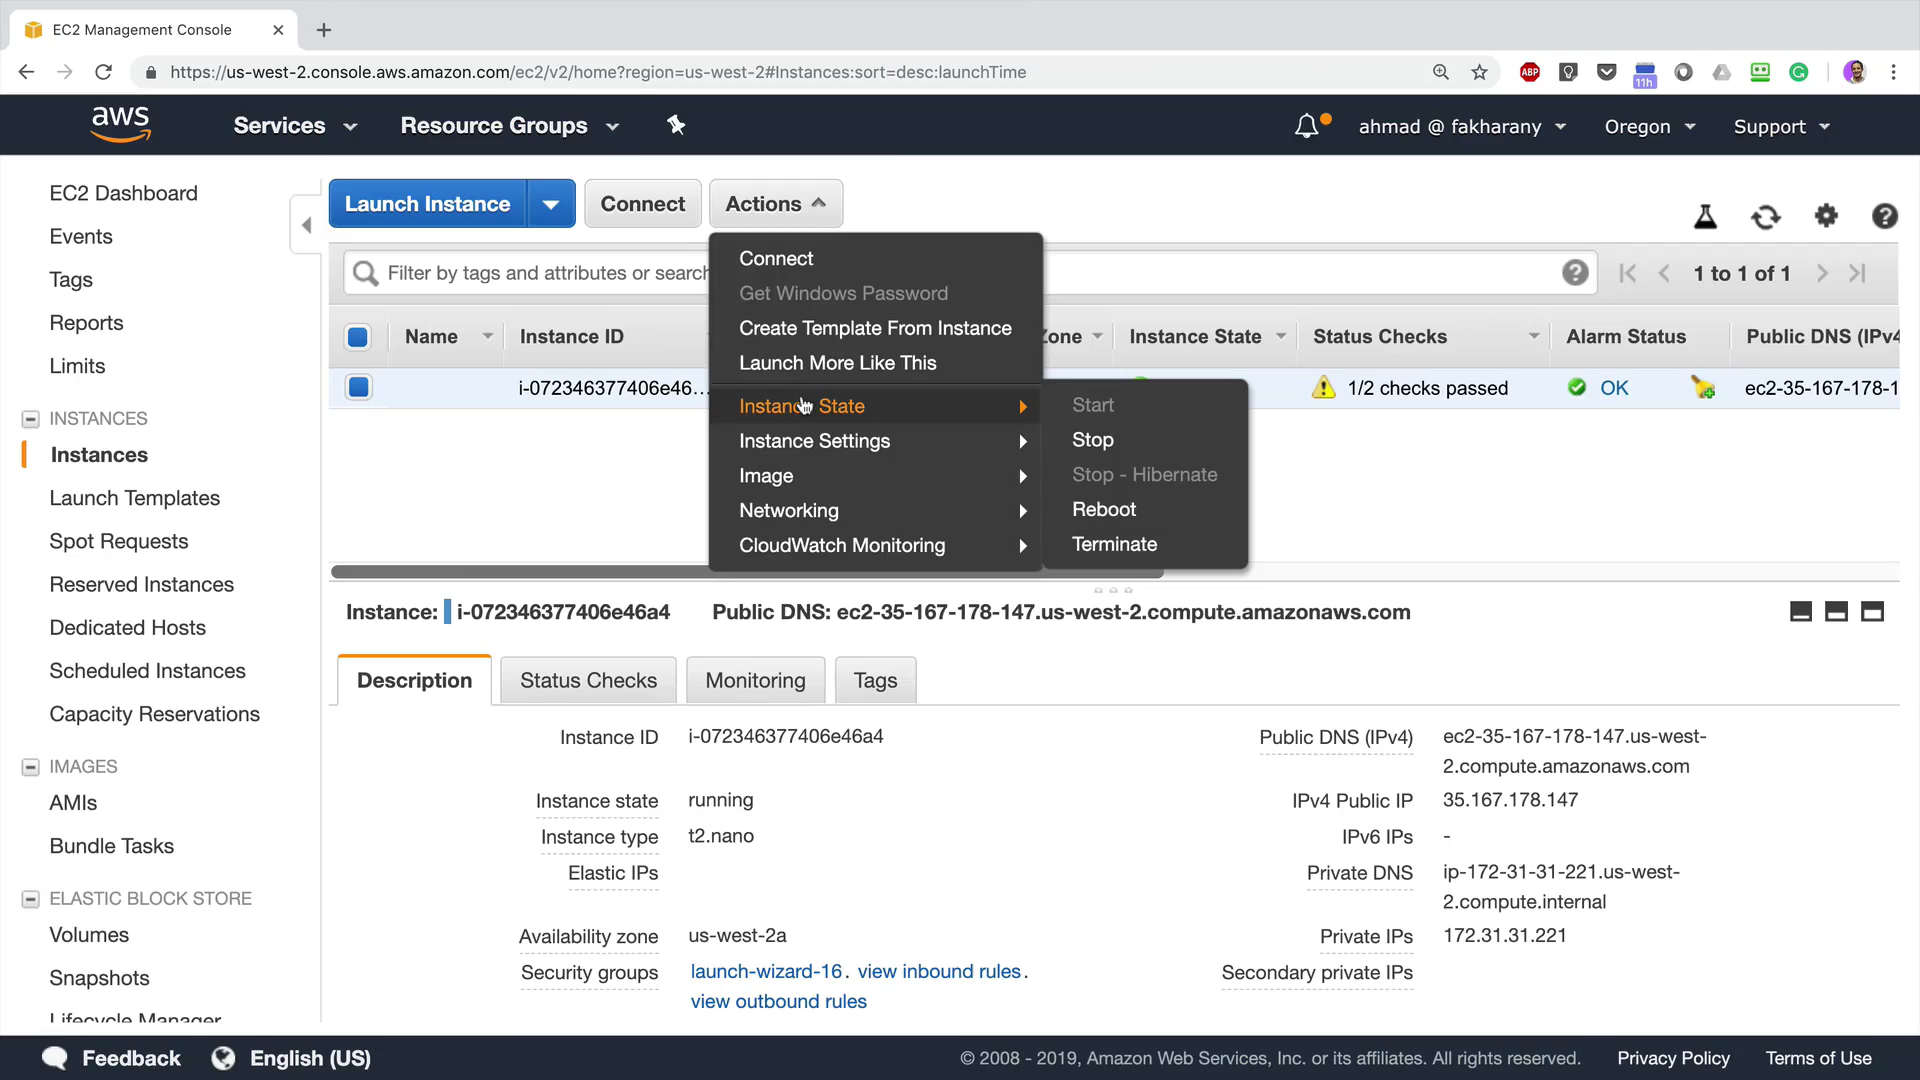 EC2 Management Console
https://us-west-2.console.aws.amazon.com/ec2/v2/home?region=us-west-2#Instances:sort=desc:launchTime
ABP
11h
aws
Services
Resource Groups
ahmad @ fakharany
Oregon
Support
EC2 Dashboard
Events
Tags
Reports
Limits
INSTANCES
Instances
Launch Templates
Spot Requests
Reserved Instances
Dedicated Hosts
Scheduled Instances
Capacity Reservations
IMAGES
AMIs
Bundle Tasks
ELASTIC BLOCK STORE
Volumes
Snapshots
Lifecycle Manager
Launch Instance
Connect
Actions
Filter by tags and attributes or search
1 to 1 of 1
Name
Instance ID
Zone
Instance State
Status Checks
Alarm Status
Public DNS (IPv4
i-072346377406e46...
1/2 checks passed
OK
ec2-35-167-178-1
Connect
Get Windows Password
Create Template From Instance
Launch More Like This
Instance State
Instance Settings
Image
Networking
CloudWatch Monitoring
Start
Stop
Stop - Hibernate
Reboot
Terminate
Instance: i-072346377406e46a4 Public DNS: ec2-35-167-178-147.us-west-2.compute.amazonaws.com
Description
Status Checks
Monitoring
Tags
Instance ID i-072346377406e46a4
Instance state running
Instance type t2.nano
Elastic IPs
Availability zone us-west-2a
Security groups launch-wizard-16. view inbound rules.
view outbound rules
Public DNS (IPv4) ec2-35-167-178-147.us-west-
2.compute.amazonaws.com
IPv4 Public IP 35.167.178.147
IPv6 IPs -
Private DNS ip-172-31-31-221.us-west-
2.compute.internal
Private IPs 172.31.31.221
Secondary private IPs
Feedback
English (US)
© 2008 - 2019, Amazon Web Services, Inc. or its affiliates. All rights reserved.
Privacy Policy
Terms of Use